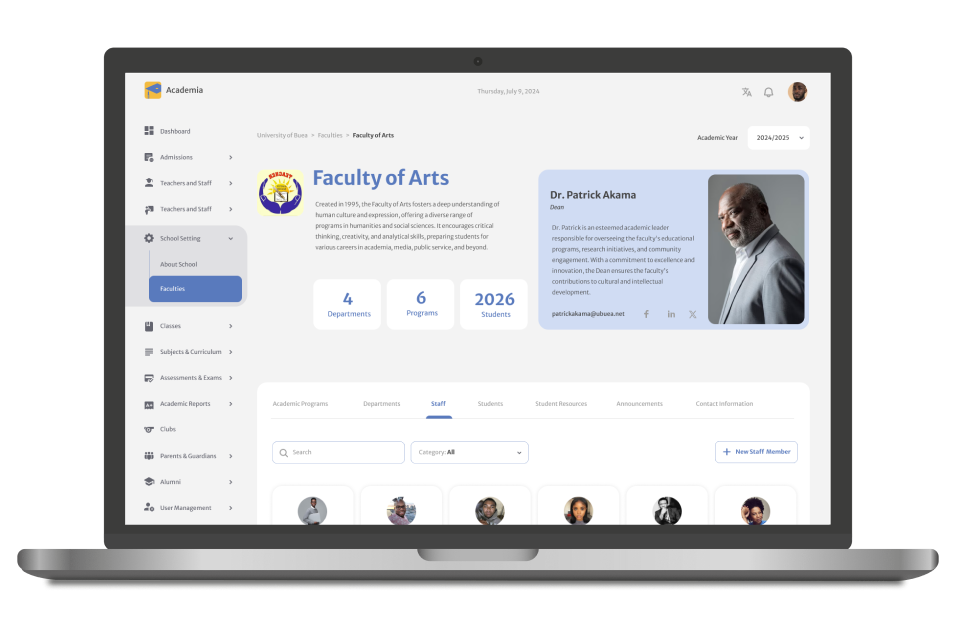 Academia
Thursday, July 9, 2024
Dashboard
Admissions
Teachers and Staff
Teachers and Staff
School Setting
About School
Faculties
Classes
Subjects & Curriculum
Assessments & Exams
Academic Reports
Clubs
Parents & Guardians
Alumni
User Management
University of Buea > Faculties > Faculty of Arts
Academic Year
2024/2025
Faculty of Arts
Created in 1995, the Faculty of Arts fosters a deep understanding of
human culture and expression, offering a diverse range of
programs in humanities and social sciences. It encourages critical
thinking, creativity, and analytical skills, preparing students for
various careers in academia, media, public service, and beyond.
4
Departments
6
Programs
2026
Students
Dr. Patrick Akama
Dean
Dr. Patrick is an esteemed academic leader
responsible for overseeing the faculty's educational
programs, research initiatives, and community
engagement. With a commitment to excellence and
innovation, the Dean ensures the faculty's
contributions to cultural and intellectual
development.
patrickakama@ubuea.net
Academic Programs
Departments
Staff
Students
Student Resources
Announcements
Contact Information
Search
Category: All
New Staff Member